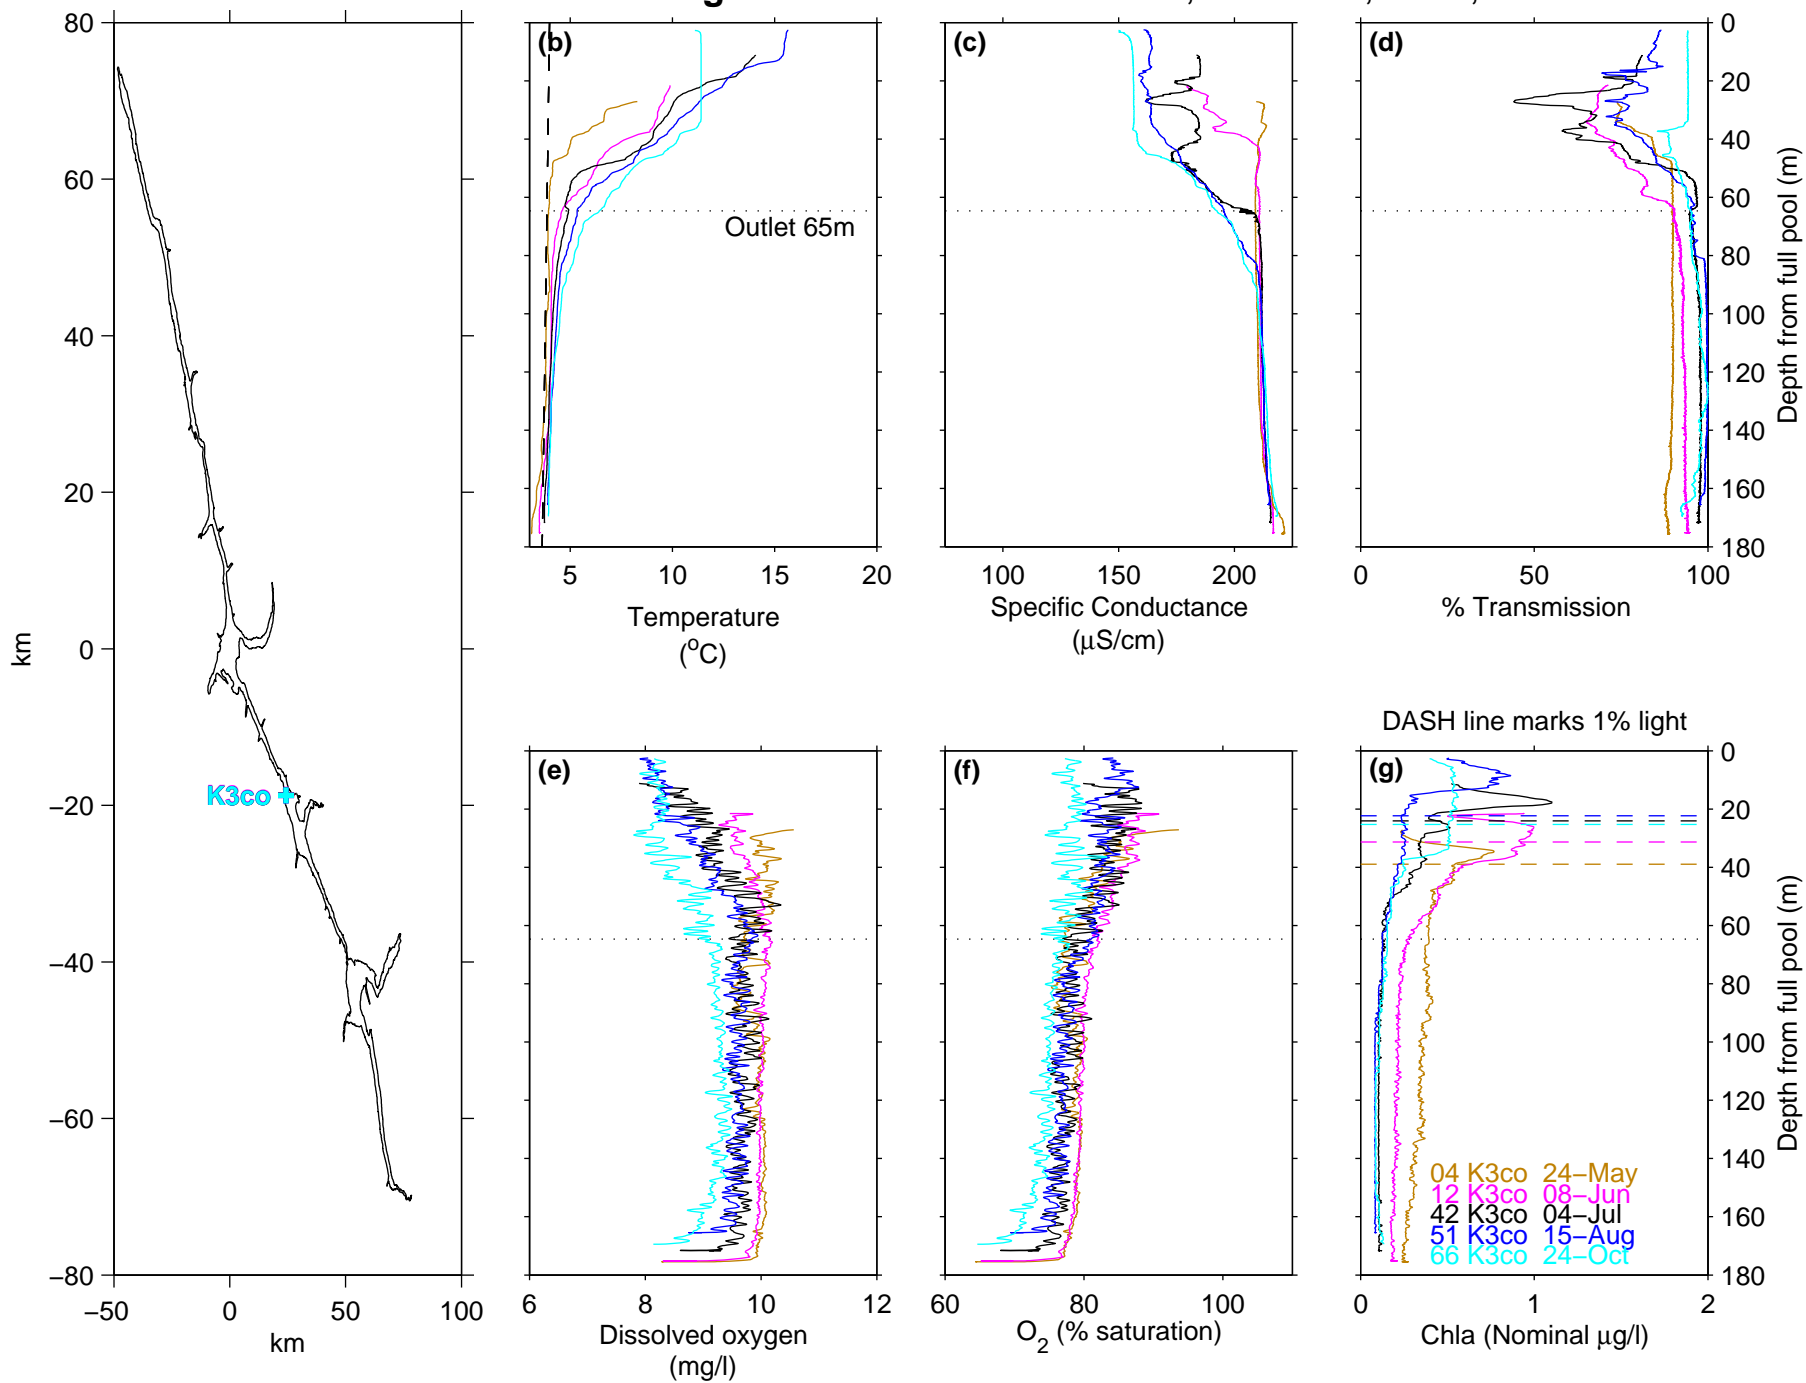 g , , ,
(b)
(c)
(d)
80
60
40
20
0
−20
−40
−60
−80
km
−50 0 50 100
km
K3co
Outlet 65m
5 10 15 20
Temperature
(oC)
100 150 200
Specific Conductance
(μS/cm)
0 50 100
% Transmission
0
20
40
60
80
100
120
140
160
180
Depth from full pool (m)
DASH line marks 1% light
(e)
(f)
(g)
6 8 10 12
Dissolved oxygen
(mg/l)
60 80 100
O2 (% saturation)
0 1 2
Chla (Nominal μg/l)
04 K3co 24−May
12 K3co 08−Jun
42 K3co 04−Jul
51 K3co 15−Aug
66 K3co 24−Oct
0
20
40
60
80
100
120
140
160
180
Depth from full pool (m)